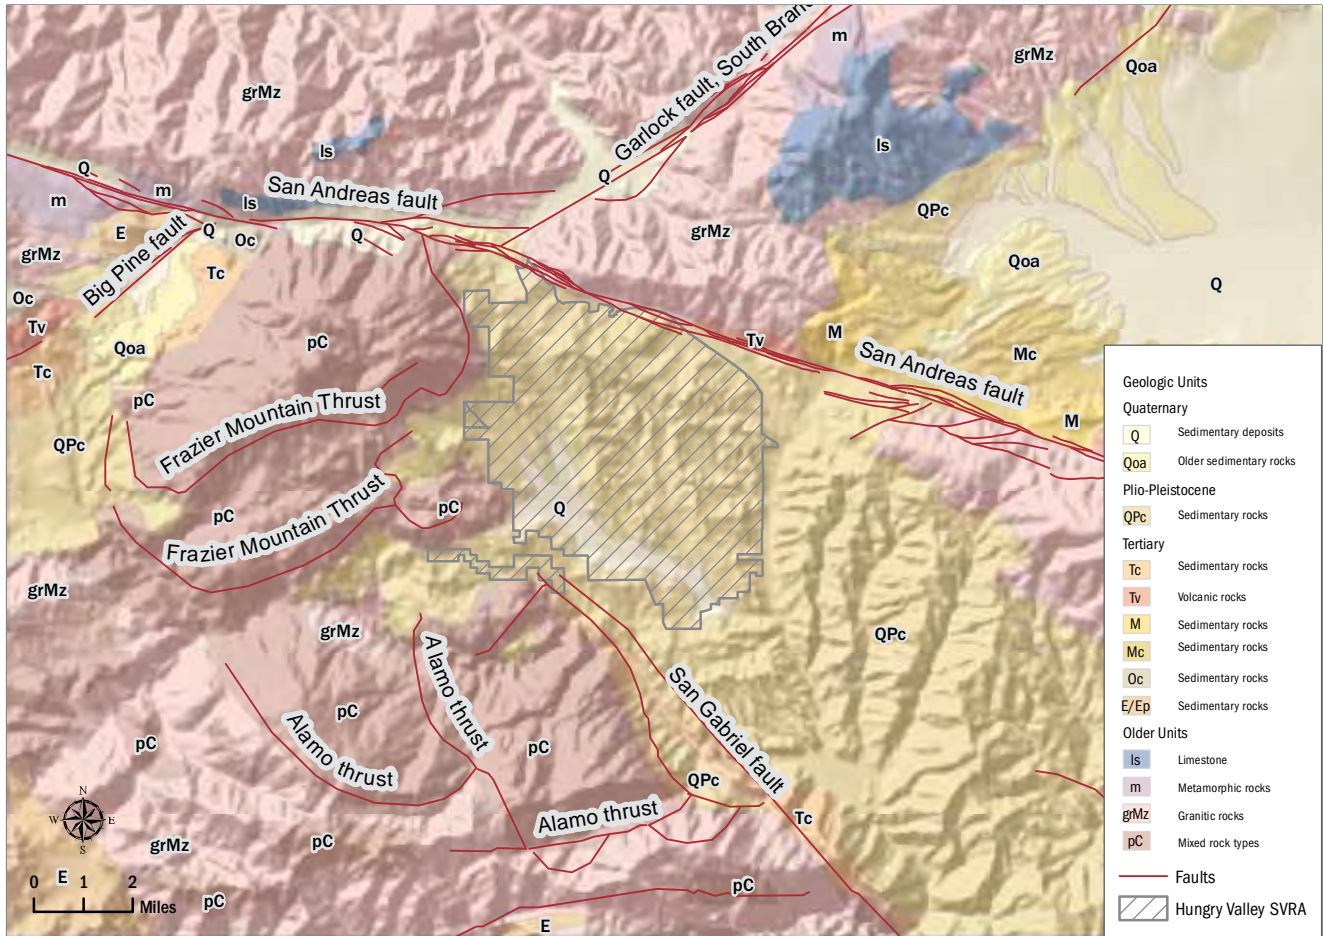 m
grMz
Qoa
grMz
Garlock fault, South Bran
ls
ls
Q
Q
m
m
ls
San Andreas fault
QPc
E
Big Pine fault
Q
Oc
Q
grMz
grMz
Tc
Qoa
Q
Oc
Tv
pC
Tv
M
Mc
Qoa
Tc
San Andreas fault
pC
Frazier Mountain Thrust
M
QPc
pC
Frazier Mountain Thrust
pC
Q
grMz
grMz
QPc
Alamo thrust
San Gabriel fault
pC
Alamo thrust
pC
pC
QPc
Alamo thrust
Tc
grMz
pC
pC
pC
E
E
N
W E
S
0 1 2
Miles
Geologic Units
Quaternary
Q Sedimentary deposits
Qoa Older sedimentary rocks
Plio-Pleistocene
QPc Sedimentary rocks
Tertiary
Tc Sedimentary rocks
Tv Volcanic rocks
M Sedimentary rocks
Mc Sedimentary rocks
Oc Sedimentary rocks
E/Ep Sedimentary rocks
Older Units
ls Limestone
m Metamorphic rocks
grMz Granitic rocks
pC Mixed rock types
Faults
Hungry Valley SVRA